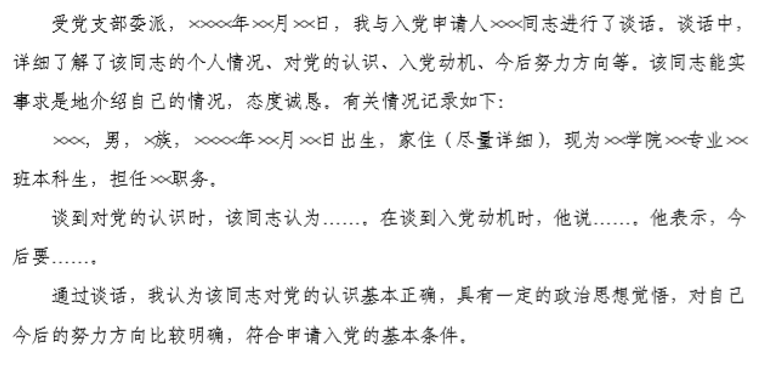 受党支部委派，××××年××月××日，我与入党申请人×××同志进行了谈话。谈话中，
详细了解了该同志的个人情况、对党的认识、入党动机、今后努力方向等。该同志能实
事求是地介绍自己的情况，态度诚恳。有关情况记录如下：
×××，男，×族，××××年××月××日出生，家住（尽量详细），现为××学院××专业××
班本科生，担任××职务。
谈到对党的认识时，该同志认为……。在谈到入党动机时，他说……。他表示，今
后要……。
通过谈话，我认为该同志对党的认识基本正确，具有一定的政治思想觉悟，对自己
今后的努力方向比较明确，符合申请入党的基本条件。